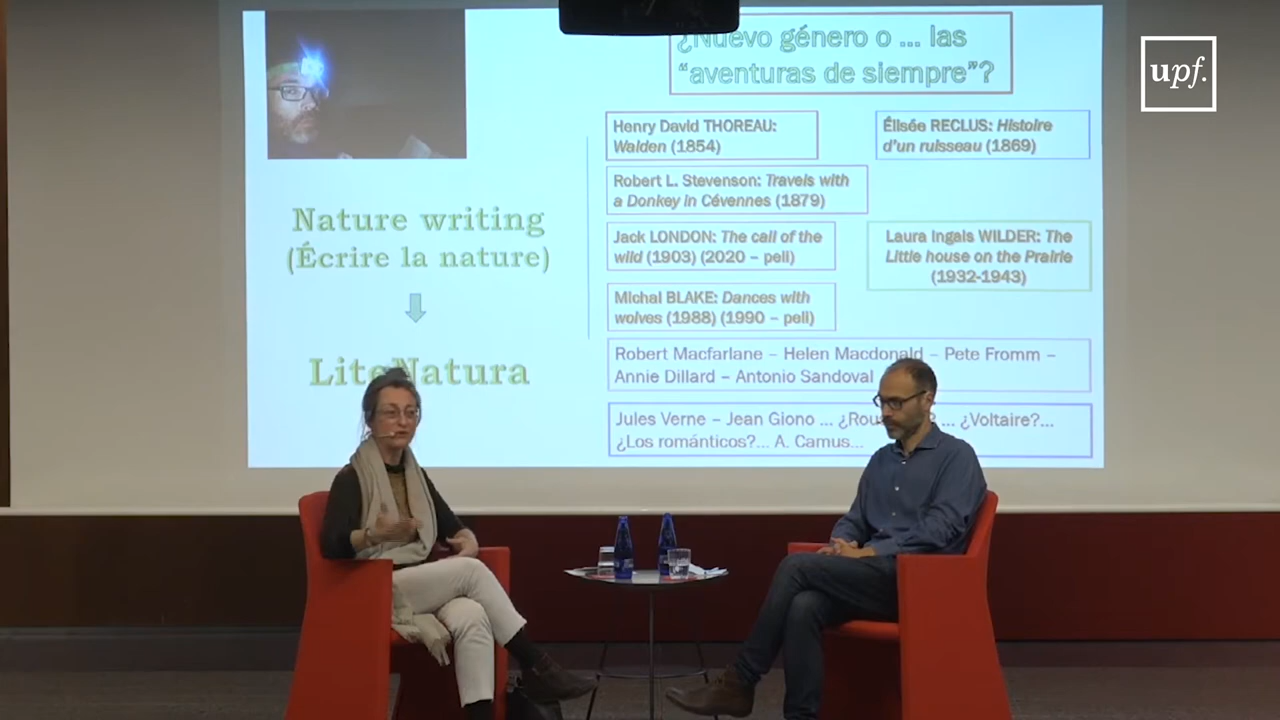 ¿Nuevo género o ... las
"aventuras de siempre"?
upf.
Henry David THOREAU:
Walden (1854)
Élisée RECLUS: Histoire
d'un ruisseau (1869)
Robert L. Stevenson: Travels with
a Donkey in Cévennes (1879)
Nature writing
(Écrire la nature)
Jack LONDON: The call of the
wild (1903) (2020 – peli)
Laura Ingals WILDER: The
Little house on the Prairie
(1932-1943)
Michal BLAKE: Dances with
wolves (1988) (1990 – peli)
LiteNatura
Robert Macfarlane – Helen Macdonald – Pete Fromm –
Annie Dillard – Antonio Sandoval
Jules Verne – Jean Giono ... ... ¿Voltaire?...
¿Los románticos?... A. Camus...